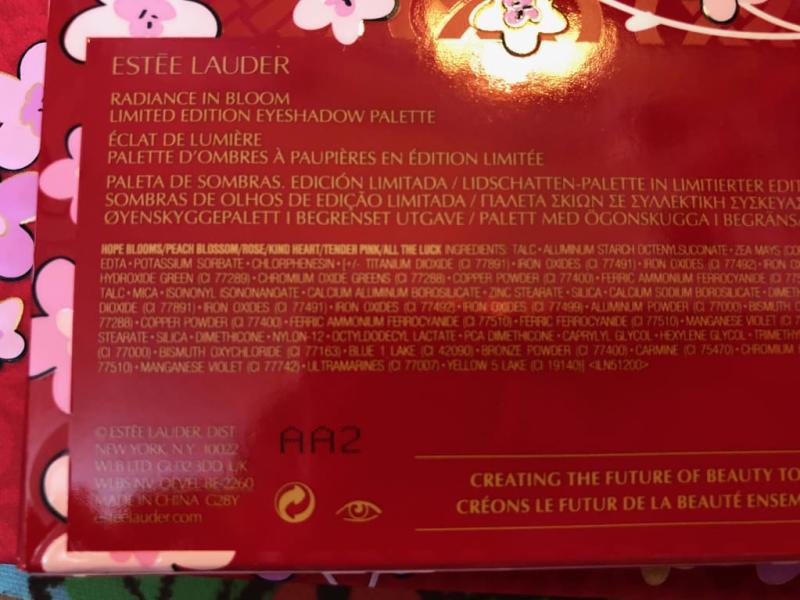 ESTĒE LAUDER
RADIANCE IN BLOOM
LIMITED EDITION EYESHADOW PALETTE
ÉCLAT DE LUMIÈRE
PALETTE D'OMBRES À PAUPIÈRES EN ÉDITION LIMITÉE
PALETA DE SOMBRAS. EDICIÓN LIMITADA / LIDSCHATTEN-PALETTE IN LIMITIERTER EDIT
SOMBRAS DE OLHOS DE EDIÇÃO LIMITADA / ΠΑΛΕΤΑ ΣΚΙΩΝ ΣΕ ΣΥΛΛΕΚΤΙΚΗ ΣΥΣΚΕΥΑΣ
ØYENSKYGGEPALETT I BEGRENSET UTGAVE / PALETT MED ÖGONSKUGGA I BEGRÄNS
HOPE BLOOMS/PEACH BLOSSOM/ROSE/KIND HEART/TENDER PINK/ALL THE LUCK INGREDIENTS: TALC • ALUMINUM STARCH OCTENYLSUCCINATE • ZEA MAYS (CO
EDTA • POTASSIUM SORBATE • CHLORPHENESIN • [+/- TITANIUM DIOXIDE (CI 77891) • IRON OXIDES (CI 77491) • IRON OXIDES (CI 77492) • IRON O
HYDROXIDE GREEN (CI 77289) • CHROMIUM OXIDE GREENS (CI 77288) • COPPER POWDER (CI 77400) • FERRIC AMMONIUM FERROCYANIDE (CI 775
TALC • MICA • ISONONYL ISONONANOATE • CALCIUM ALUMINUM BOROSILICATE • ZINC STEARATE • SILICA • CALCIUM SODIUM BOROSILICATE • DIMET
DIOXIDE (CI 77891) • IRON OXIDES (CI 77491) • IRON OXIDES (CI 77492) • IRON OXIDES (CI 77499) • ALUMINUM POWDER (CI 77000) • BISMUTH
77288) • COPPER POWDER (CI 77400) • FERRIC AMMONIUM FERROCYANIDE (CI 77510) • FERRIC FERROCYANIDE (CI 77510) • MANGANESE VIOLET (CI
STEARATE • SILICA • DIMETHICONE • NYLON-12 • OCTYLDODECYL LACTATE • PCA DIMETHICONE • CAPRYLYL GLYCOL • HEXYLENE GLYCOL • TRIMETHY
(CI 77000) • BISMUTH OXYCHLORIDE (CI 77163) • BLUE 1 LAKE (CI 42090) • BRONZE POWDER (CI 77400) • CARMINE (CI 75470) • CHROMIUM
77510) • MANGANESE VIOLET (CI 77742) • ULTRAMARINES (CI 77007) • YELLOW 5 LAKE (CI 19140)] <ILN51200>
© ESTĒE LAUDER, DIST.
NEW YORK, N.Y. 10022
WLB LTD. GU32 3DD, UK
WLBS NV, OEVEL BE-2260
MADE IN CHINA G28Y
esteelauder.com
AA2
CREATING THE FUTURE OF BEAUTY TO
CRÉONS LE FUTUR DE LA BEAUTÉ ENSEM